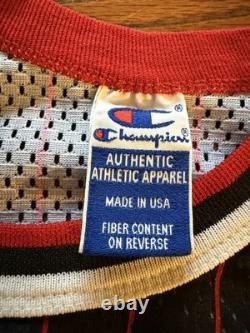 Champion®
AUTHENTIC
ATHLETIC APPAREL
MADE IN USA
FIBER CONTENT
ON REVERSE